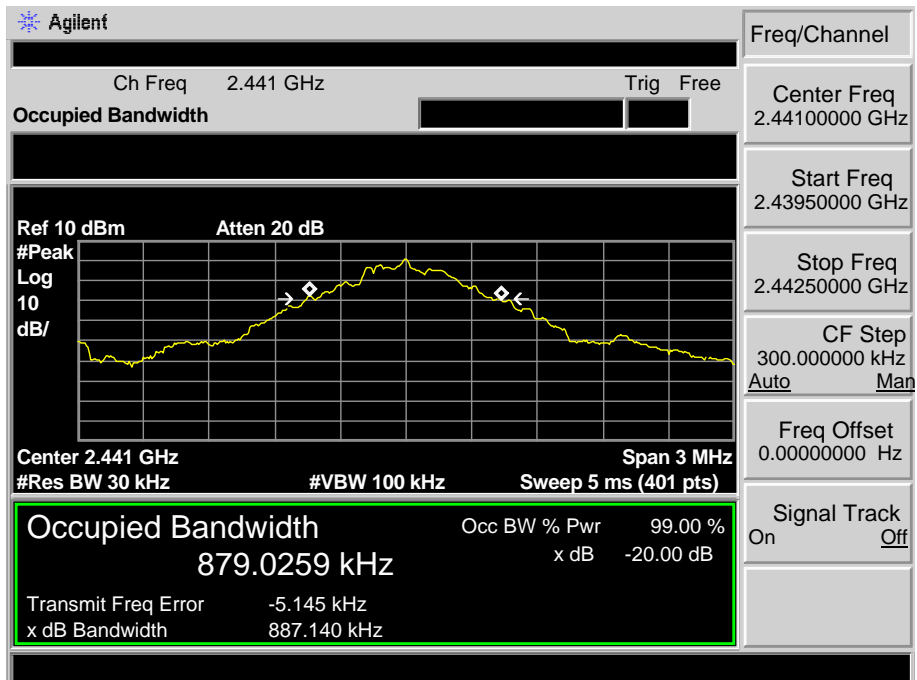 Agilent
Freq/Channel
Ch Freq 2.441 GHz Trig Free
Occupied Bandwidth
Center Freq
2.44100000 GHz
Start Freq
2.43950000 GHz
Stop Freq
2.44250000 GHz
CF Step
300.000000 kHz
Auto Man
Freq Offset
0.00000000 Hz
Signal Track
On Off
Ref 10 dBm Atten 20 dB
#Peak
Log
10
dB/
Center 2.441 GHz Span 3 MHz
#Res BW 30 kHz #VBW 100 kHz Sweep 5 ms (401 pts)
Occupied Bandwidth
879.0259 kHz
Occ BW % Pwr 99.00 %
x dB -20.00 dB
Transmit Freq Error -5.145 kHz
x dB Bandwidth 887.140 kHz